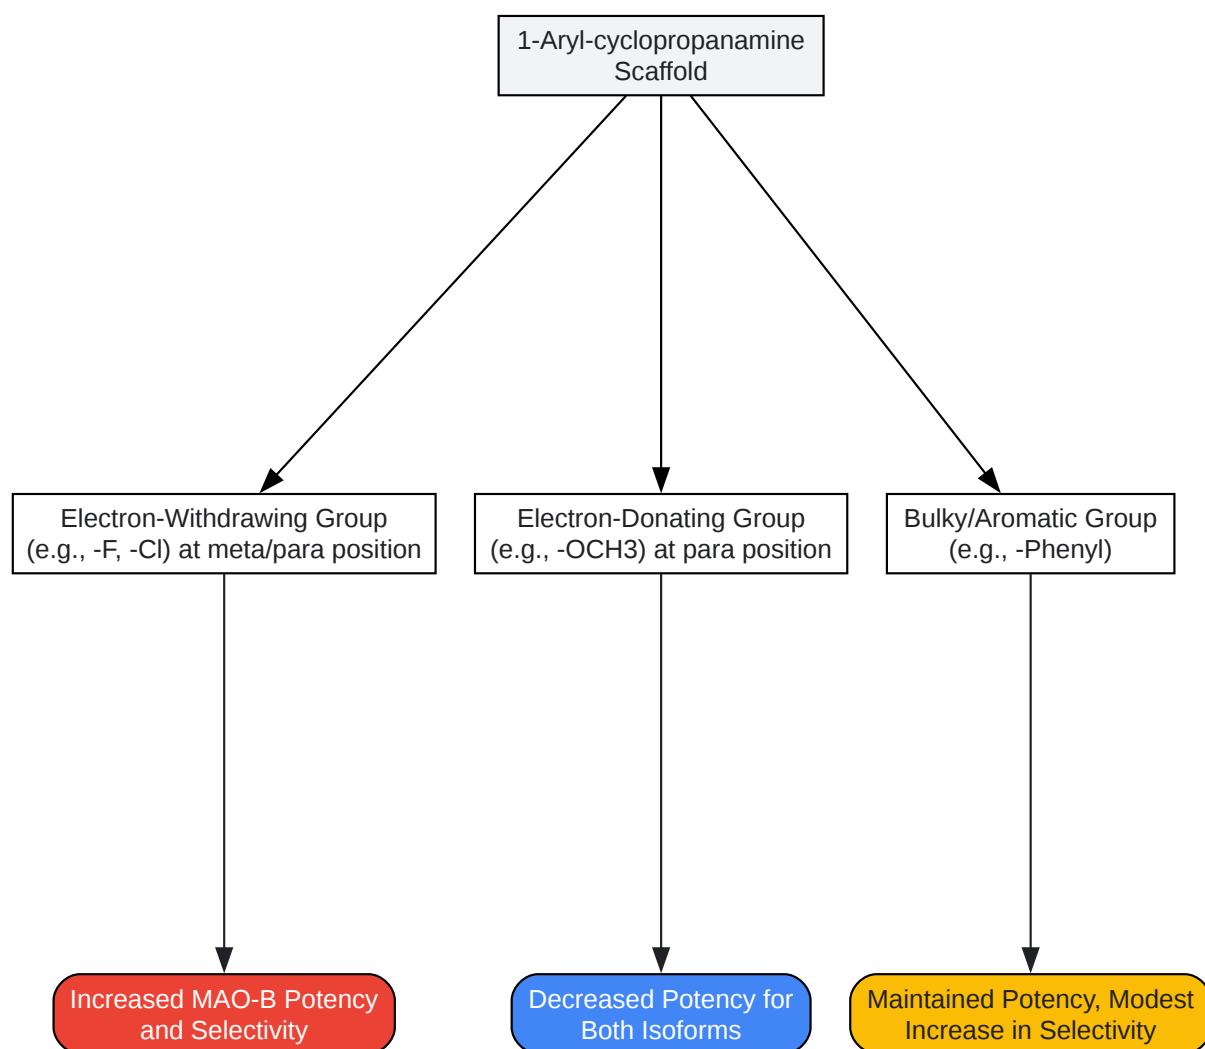 1-Aryl-cyclopropanamine
Scaffold
Electron-Withdrawing Group
(e.g., -F, -Cl) at meta/para position
Electron-Donating Group
(e.g., -OCH3) at para position
Bulky/Aromatic Group
(e.g., -Phenyl)
Increased MAO-B Potency
and Selectivity
Decreased Potency for
Both Isoforms
Maintained Potency, Modest
Increase in Selectivity